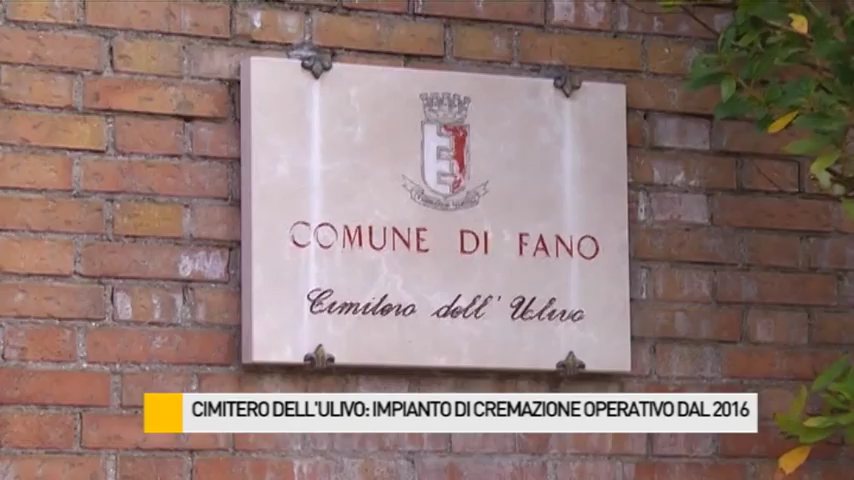 COMUNE DI FANO
Cimitero dell' Ulivo
CIMITERO DELL'ULIVO: IMPIANTO DI CREMAZIONE OPERATIVO DAL 2016